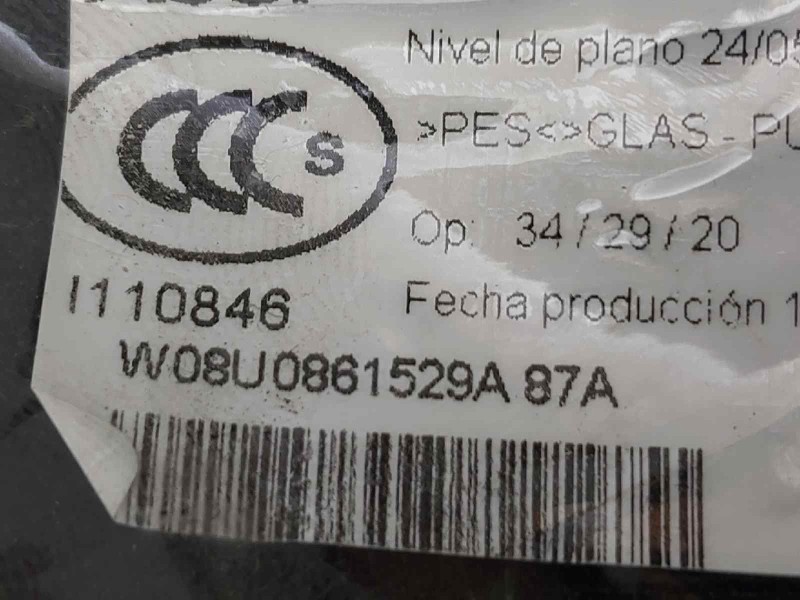 Nivel de plano 24/05
CCC S
>PES<>GLAS - PU
Op: 34 / 29 / 20
I110846
Fecha producción 1
W08U0861529A 87A